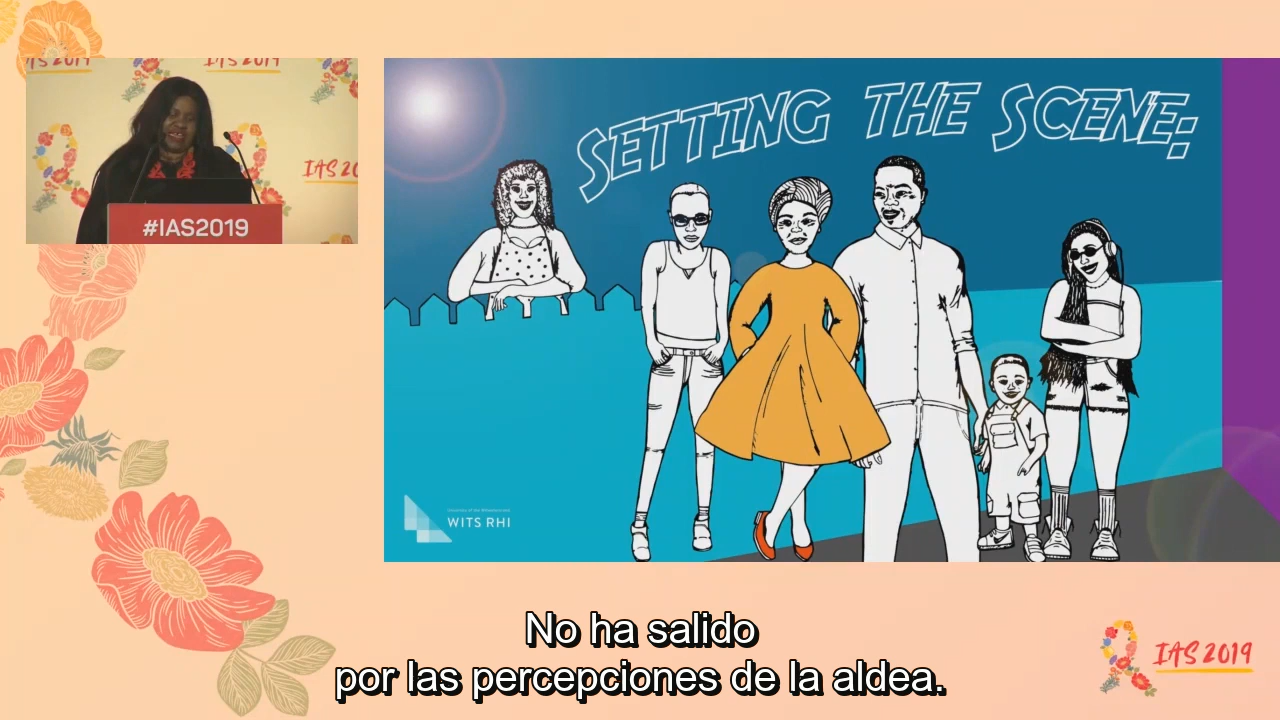 IAS 2019
IAS 2019
IAS 20
#IAS2019
SETTING THE SCENE:
WITS RHI
No ha salido
por las percepciones de la aldea.
IAS 2019